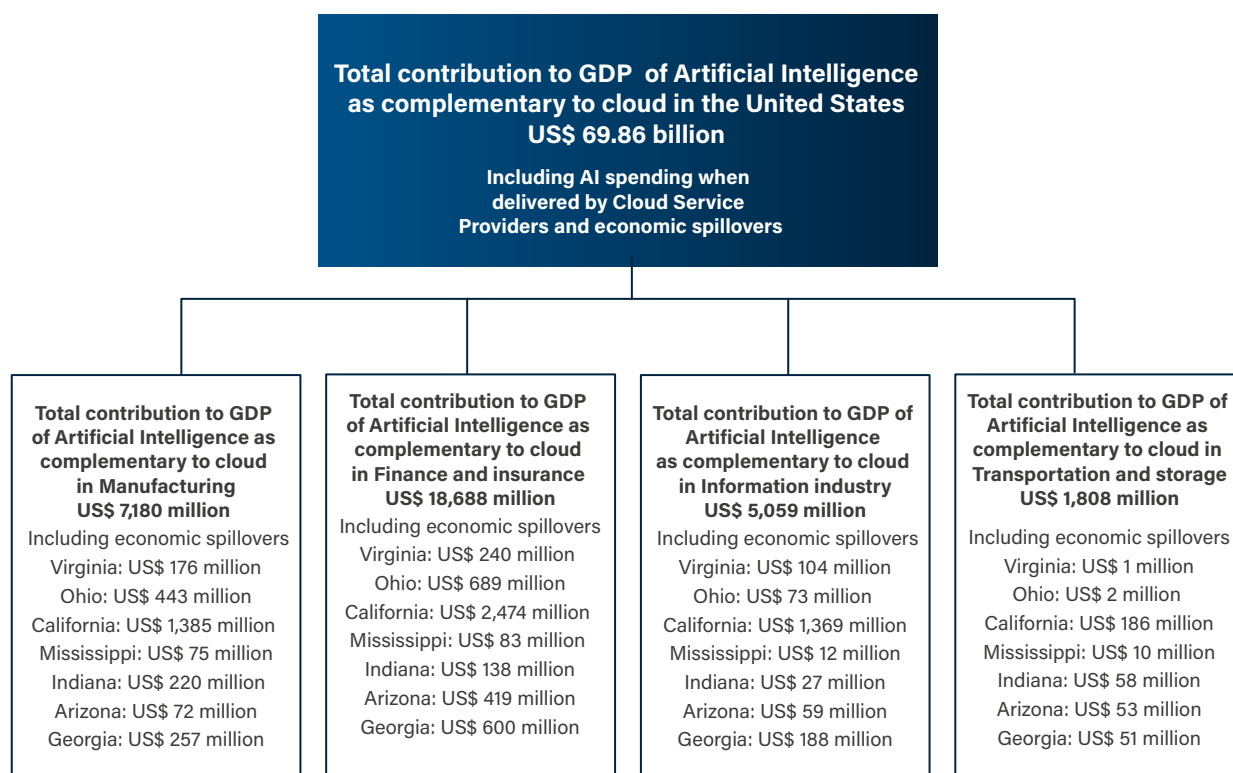 Total contribution to GDP of Artificial Intelligence
as complementary to cloud in the United States
US$ 69.86 billion
Including AI spending when
delivered by Cloud Service
Providers and economic spillovers
Total contribution to GDP
of Artificial Intelligence as
complementary to cloud
in Manufacturing
US$ 7,180 million
Including economic spillovers
Virginia: US$ 176 million
Ohio: US$ 443 million
California: US$ 1,385 million
Mississippi: US$ 75 million
Indiana: US$ 220 million
Arizona: US$ 72 million
Georgia: US$ 257 million
Total contribution to GDP
of Artificial Intelligence as
complementary to cloud
in Finance and insurance
US$ 18,688 million
Including economic spillovers
Virginia: US$ 240 million
Ohio: US$ 689 million
California: US$ 2,474 million
Mississippi: US$ 83 million
Indiana: US$ 138 million
Arizona: US$ 419 million
Georgia: US$ 600 million
Total contribution to GDP of
Artificial Intelligence
as complementary to cloud
in Information industry
US$ 5,059 million
Including economic spillovers
Virginia: US$ 104 million
Ohio: US$ 73 million
California: US$ 1,369 million
Mississippi: US$ 12 million
Indiana: US$ 27 million
Arizona: US$ 59 million
Georgia: US$ 188 million
Total contribution to GDP of
Artificial Intelligence as
complementary to cloud in
Transportation and storage
US$ 1,808 million
Including economic spillovers
Virginia: US$ 1 million
Ohio: US$ 2 million
California: US$ 186 million
Mississippi: US$ 10 million
Indiana: US$ 58 million
Arizona: US$ 53 million
Georgia: US$ 51 million